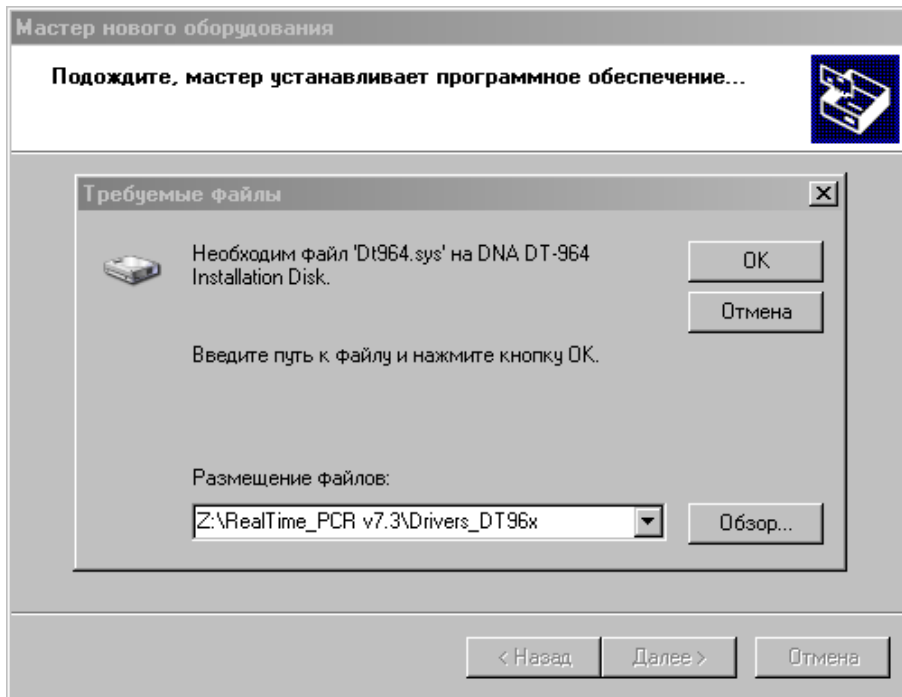 Мастер нового оборудования
Подождите, мастер устанавливает программное обеспечение...
Требуемые файлы
Необходим файл 'Dt964.sys' на DNA DT-964
Installation Disk.
OK
Отмена
Введите путь к файлу и нажмите кнопку OK.
Размещение файлов:
Z:\RealTime_PCR v7.3\Drivers_DT96x
Обзор...
< Назад
Далее >
Отмена